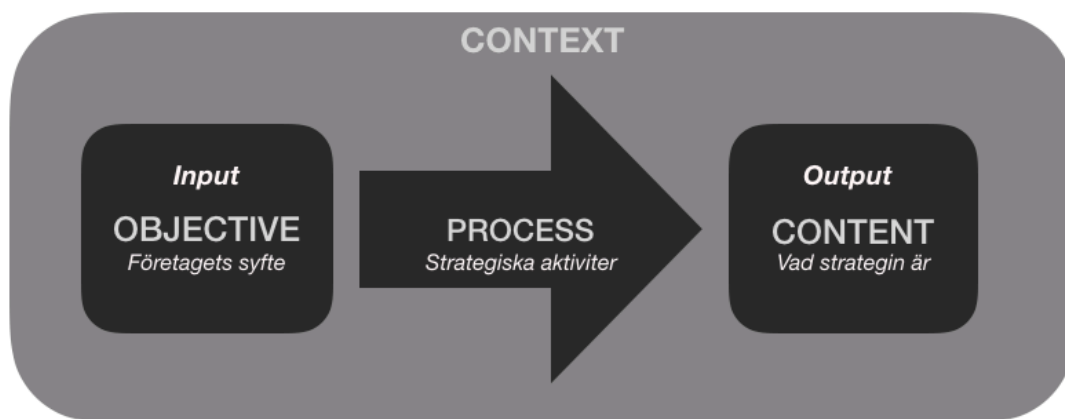 CONTEXT
Input
OBJECTIVE
Företagets syfte
PROCESS
Strategiska aktiviter
Output
CONTENT
Vad strategin är